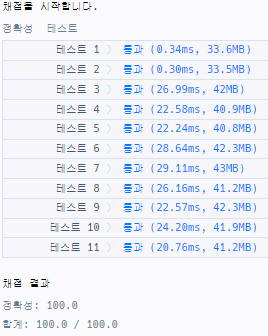 채점을 시작합니다.
정확성 테스트
테스트 1 〉 통과 (0.34ms, 33.6MB)
테스트 2 〉 통과 (0.30ms, 33.5MB)
테스트 3 〉 통과 (26.99ms, 42MB)
테스트 4 〉 통과 (22.58ms, 40.9MB)
테스트 5 〉 통과 (22.24ms, 40.8MB)
테스트 6 〉 통과 (28.64ms, 42.3MB)
테스트 7 〉 통과 (29.11ms, 43MB)
테스트 8 〉 통과 (26.16ms, 41.2MB)
테스트 9 〉 통과 (22.57ms, 42.3MB)
테스트 10 〉 통과 (24.20ms, 41.9MB)
테스트 11 〉 통과 (20.76ms, 41.2MB)
채점 결과
정확성: 100.0
합계: 100.0 / 100.0